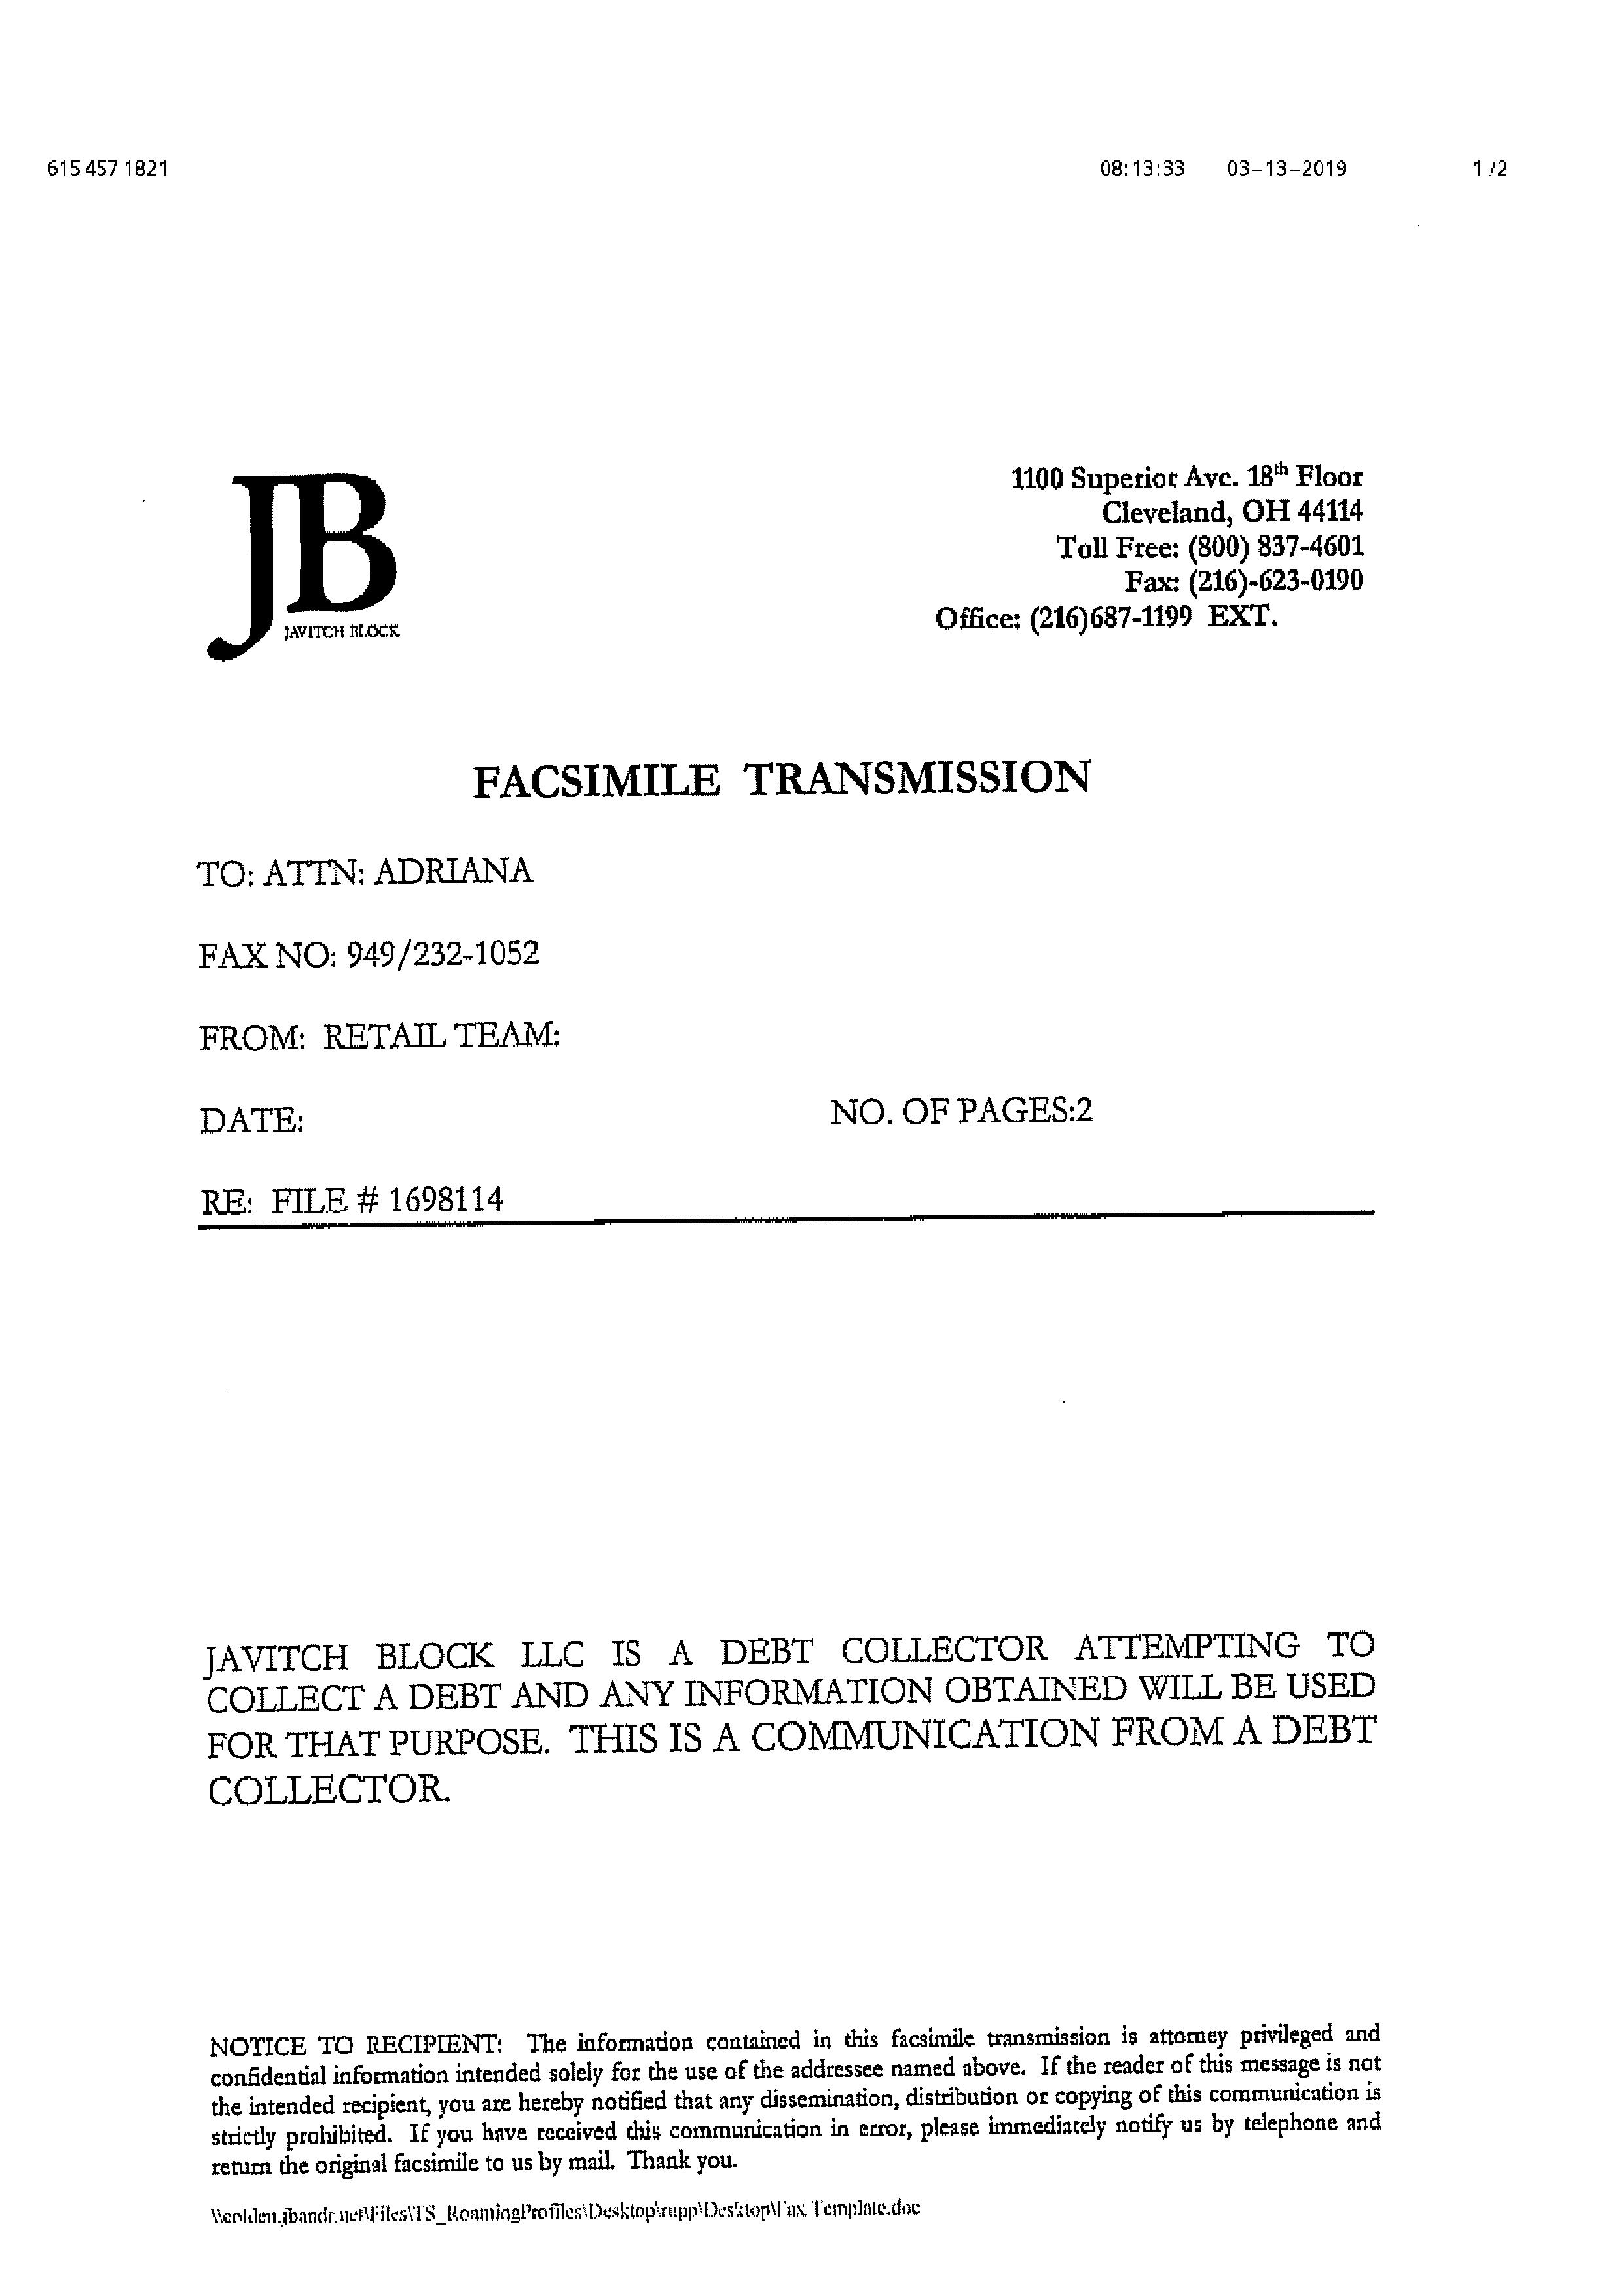 615 457 1821 08:13:33 03-13-2019 1 /2
JB
JAVITCH BLOCK
1100 Superior Ave. 18th Floor
Cleveland, OH 44114
Toll Free: (800) 837-4601
Fax: (216)-623-0190
Office: (216)687-1199 EXT.
FACSIMILE TRANSMISSION
TO: ATTN: ADRIANA
FAX NO: 949/232-1052
FROM: RETAIL TEAM:
DATE: NO. OF PAGES:2
RE: FILE # 1698114
JAVITCH BLOCK LLC IS A DEBT COLLECTOR ATTEMPTING TO
COLLECT A DEBT AND ANY INFORMATION OBTAINED WILL BE USED
FOR THAT PURPOSE. THIS IS A COMMUNICATION FROM A DEBT
COLLECTOR.
NOTICE TO RECIPIENT: The information contained in this facsimile transmission is attorney privileged and
confidential information intended solely for the use of the addressee named above. If the reader of this message is not
the intended recipient, you are hereby notified that any dissemination, distribution or copying of this communication is
strictly prohibited. If you have received this communication in error, please immediately notify us by telephone and
return the original facsimile to us by mail. Thank you.
\Files\TS_RoamingProfiles\Desktop\rupp\Desktop\Fax Template.doc